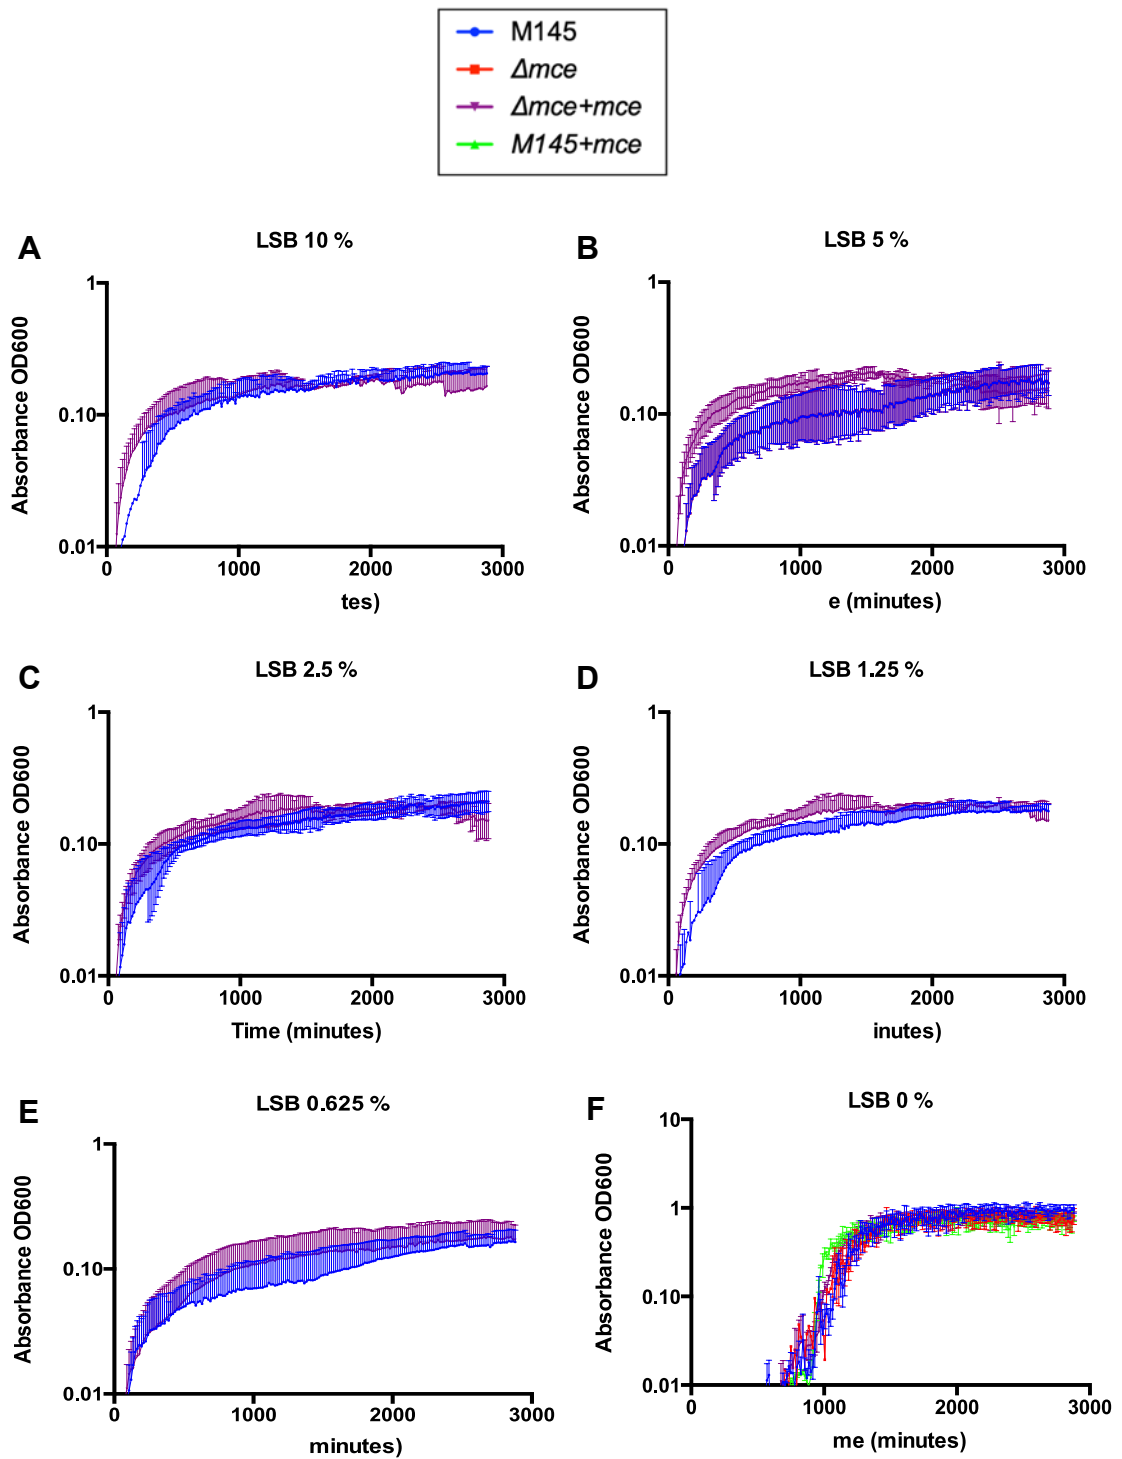 M145
Δmce
Δmce+mce
M145+mce
A
LSB 10 %
1
0.10
0.01
0
1000
2000
3000
Absorbance OD600
tes)
B
LSB 5 %
1
0.10
0.01
0
1000
2000
3000
Absorbance OD600
e (minutes)
C
LSB 2.5 %
1
0.10
0.01
0
1000
2000
3000
Absorbance OD600
Time (minutes)
D
LSB 1.25 %
1
0.10
0.01
0
1000
2000
3000
Absorbance OD600
inutes)
E
LSB 0.625 %
1
0.10
0.01
0
1000
2000
3000
Absorbance OD600
minutes)
F
LSB 0 %
10
1
0.10
0.01
0
1000
2000
3000
Absorbance OD600
me (minutes)